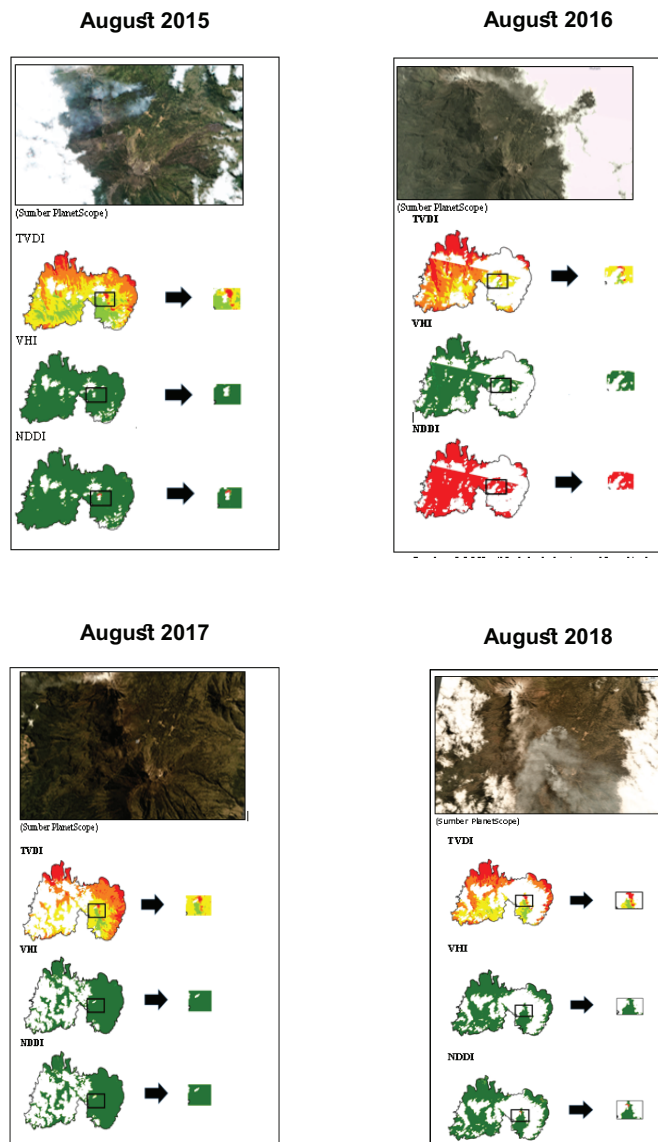 August 2015
(Sumber PlanetScope)
TVDI
VHI
NDDI
August 2016
(Sumber PlanetScope)
TVDI
VHI
NDDI
August 2017
(Sumber PlanetScope)
TVDI
VHI
NDDI
August 2018
(Sumber PlanetScope)
TVDI
VHI
NDDI